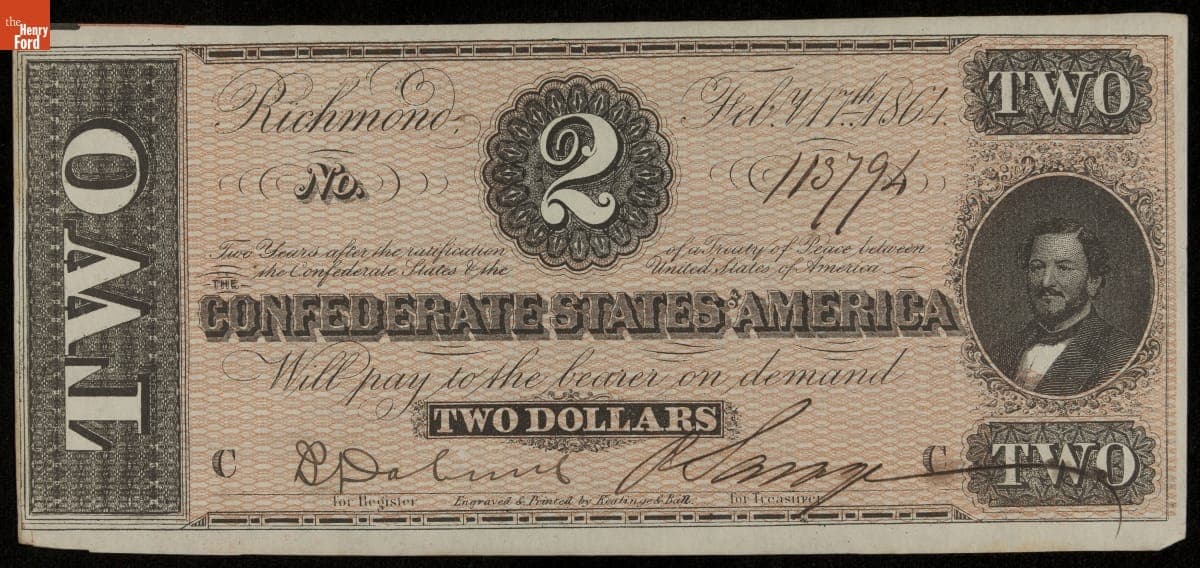 the Henry
Ford
TWO
Richmond, Feby. 17th. 1864.
TWO
2
No. 113794
Two Years after the ratification of a Treaty of Peace between
the Confederate States & the United States of America
THE
CONFEDERATE STATES of AMERICA
Will pay to the bearer on demand
TWO DOLLARS
C C
TWO
for Register Engraved & Printed by Keatinge & Ball. for Treasurer